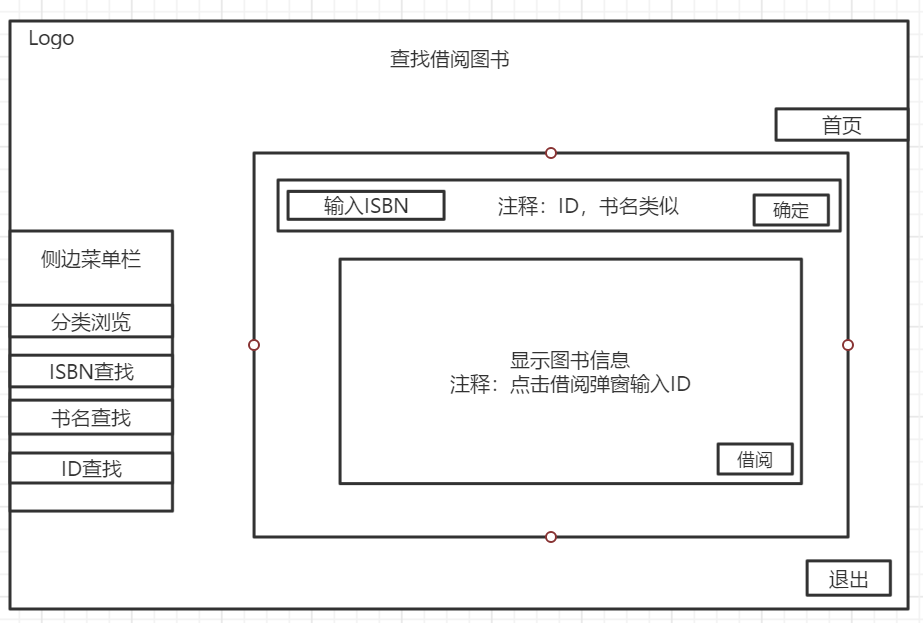 Logo
查找借阅图书
首页
输入ISBN
注释：ID，书名类似
确定
侧边菜单栏
分类浏览
ISBN查找
书名查找
ID查找
显示图书信息
注释：点击借阅弹窗输入ID
借阅
退出